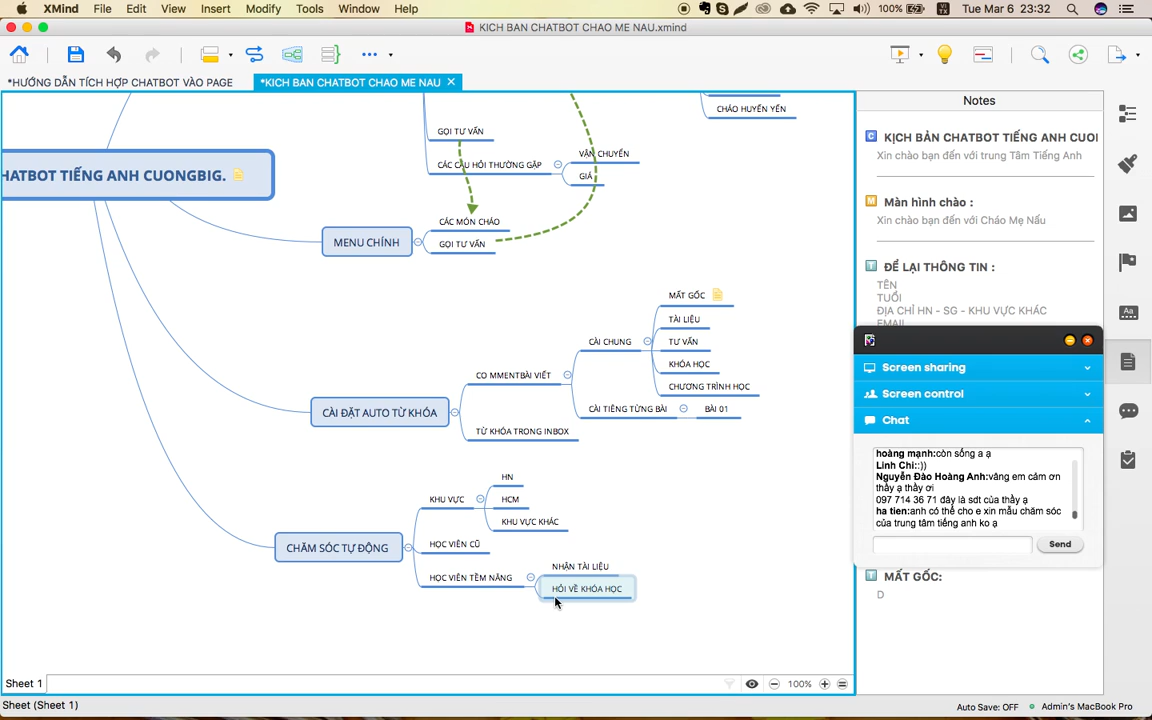 XMind File Edit View Insert Modify Tools Window Help 100% VI TX Tue Mar 6 23:32
KICH BAN CHATBOT CHAO ME NAU.xmind
*HƯỚNG DẪN TÍCH HỢP CHATBOT VÀO PAGE
*KICH BAN CHATBOT CHAO ME NAU
CHÁO HUYỀN YẾN
GỌI TƯ VẤN
CÁC CÂU HỎI THƯỜNG GẶP
VẬN CHUYỂN
GIÁ
HATBOT TIẾNG ANH CUONGBIG.
MENU CHÍNH
CÁC MÓN CHÁO
GỌI TƯ VẤN
CÀI ĐẶT AUTO TỪ KHÓA
CO MMENTBÀI VIẾT
CÀI CHUNG
MẤT GỐC
TÀI LIỆU
TƯ VẤN
KHÓA HỌC
CHƯƠNG TRÌNH HỌC
CÀI TIÊNG TỪNG BÀI
BÀI 01
TỪ KHÓA TRONG INBOX
CHĂM SÓC TỰ ĐỘNG
KHU VỰC
HN
HCM
KHU VỰC KHÁC
HỌC VIÊN CŨ
HỌC VIÊN TỀM NĂNG
NHẬN TÀI LIỆU
HỎI VỀ KHÓA HỌC
Notes
KỊCH BẢN CHATBOT TIẾNG ANH CUOI
Xin chào bạn đến với trung Tâm Tiếng Anh
Màn hình chào :
Xin chào bạn đến với Cháo Mẹ Nấu
ĐỂ LẠI THÔNG TIN :
TÊN
TUỔI
ĐỊA CHỈ HN - SG - KHU VỰC KHÁC
EMAIL
Screen sharing
Screen control
Chat
hoàng mạnh:còn sống a ạ
Linh Chi::))
Nguyễn Đào Hoàng Anh:vâng em cảm ơn
thầy ạ thầy ơi
097 714 36 71 đây là sdt của thầy ạ
ha tien:anh có thể cho e xin mẫu chăm sóc
của trung tâm tiếng anh ko ạ
Send
MẤT GỐC:
D
Sheet 1
100%
Sheet (Sheet 1)
Auto Save: OFF
Admin's MacBook Pro